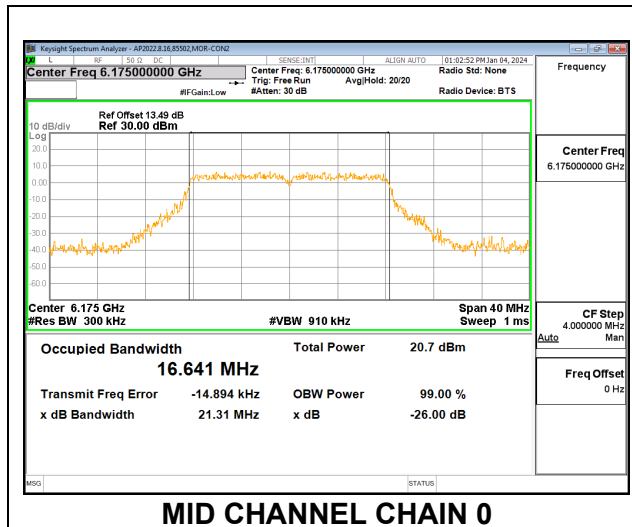 Keysight Spectrum Analyzer - AP2022.8.16,85502,MOR-CON2
L RF 50 Ω DC SENSE:INT ALIGN AUTO 01:02:52 PM Jan 04, 2024
Center Freq 6.175000000 GHz
Center Freq: 6.175000000 GHz
Radio Std: None
Trig: Free Run Avg|Hold: 20/20
#IFGain:Low #Atten: 30 dB Radio Device: BTS
Ref Offset 13.49 dB
10 dB/div Ref 30.00 dBm
Log
20.0
10.0
0.00
-10.0
-20.0
-30.0
-40.0
-50.0
-60.0
Center 6.175 GHz Span 40 MHz
#Res BW 300 kHz #VBW 910 kHz Sweep 1 ms
Occupied Bandwidth Total Power 20.7 dBm
16.641 MHz
Transmit Freq Error -14.894 kHz OBW Power 99.00 %
x dB Bandwidth 21.31 MHz x dB -26.00 dB
MSG STATUS
Frequency
Center Freq
6.175000000 GHz
CF Step
4.000000 MHz
Auto Man
Freq Offset
0 Hz
MID CHANNEL CHAIN 0